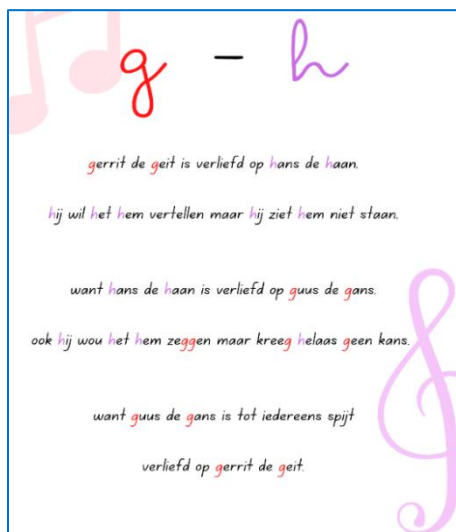 g - h
gerrit de geit is verliefd op hans de haan.
hij wil het hem vertellen maar hij ziet hem niet staan.
want hans de haan is verliefd op guus de gans.
ook hij wou het hem zeggen maar kreeg helaas geen kans.
want guus de gans is tot iedereens spijt
verliefd op gerrit de geit.